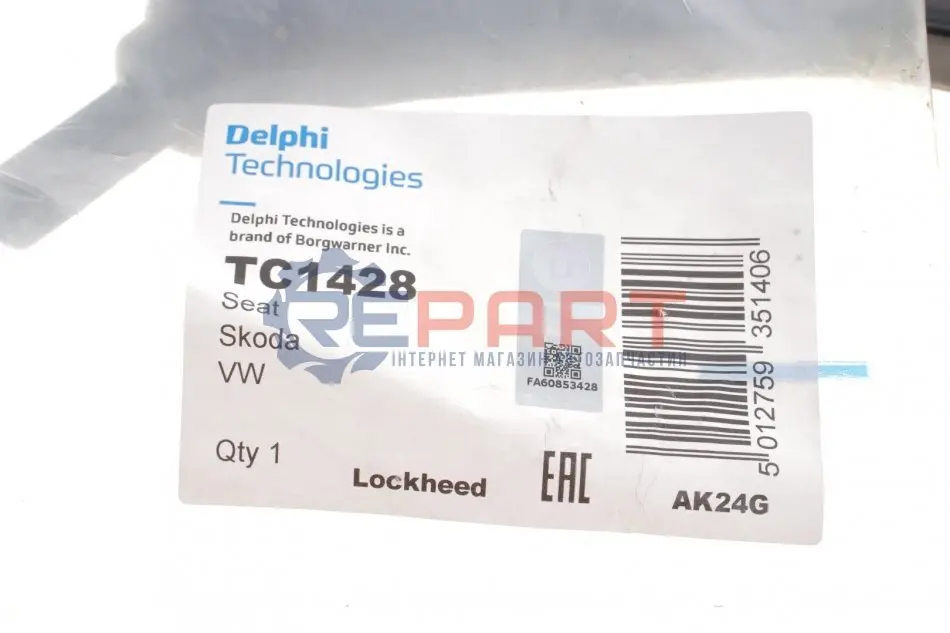 Delphi
Technologies
Delphi Technologies is a
brand of Borgwarner Inc.
TC1428
Seat
Skoda
VW
Qty 1
Lockheed
EAC
AK24G
FA60853428
5 012759 351406
REPART
ІНТЕРНЕТ МАГАЗИН